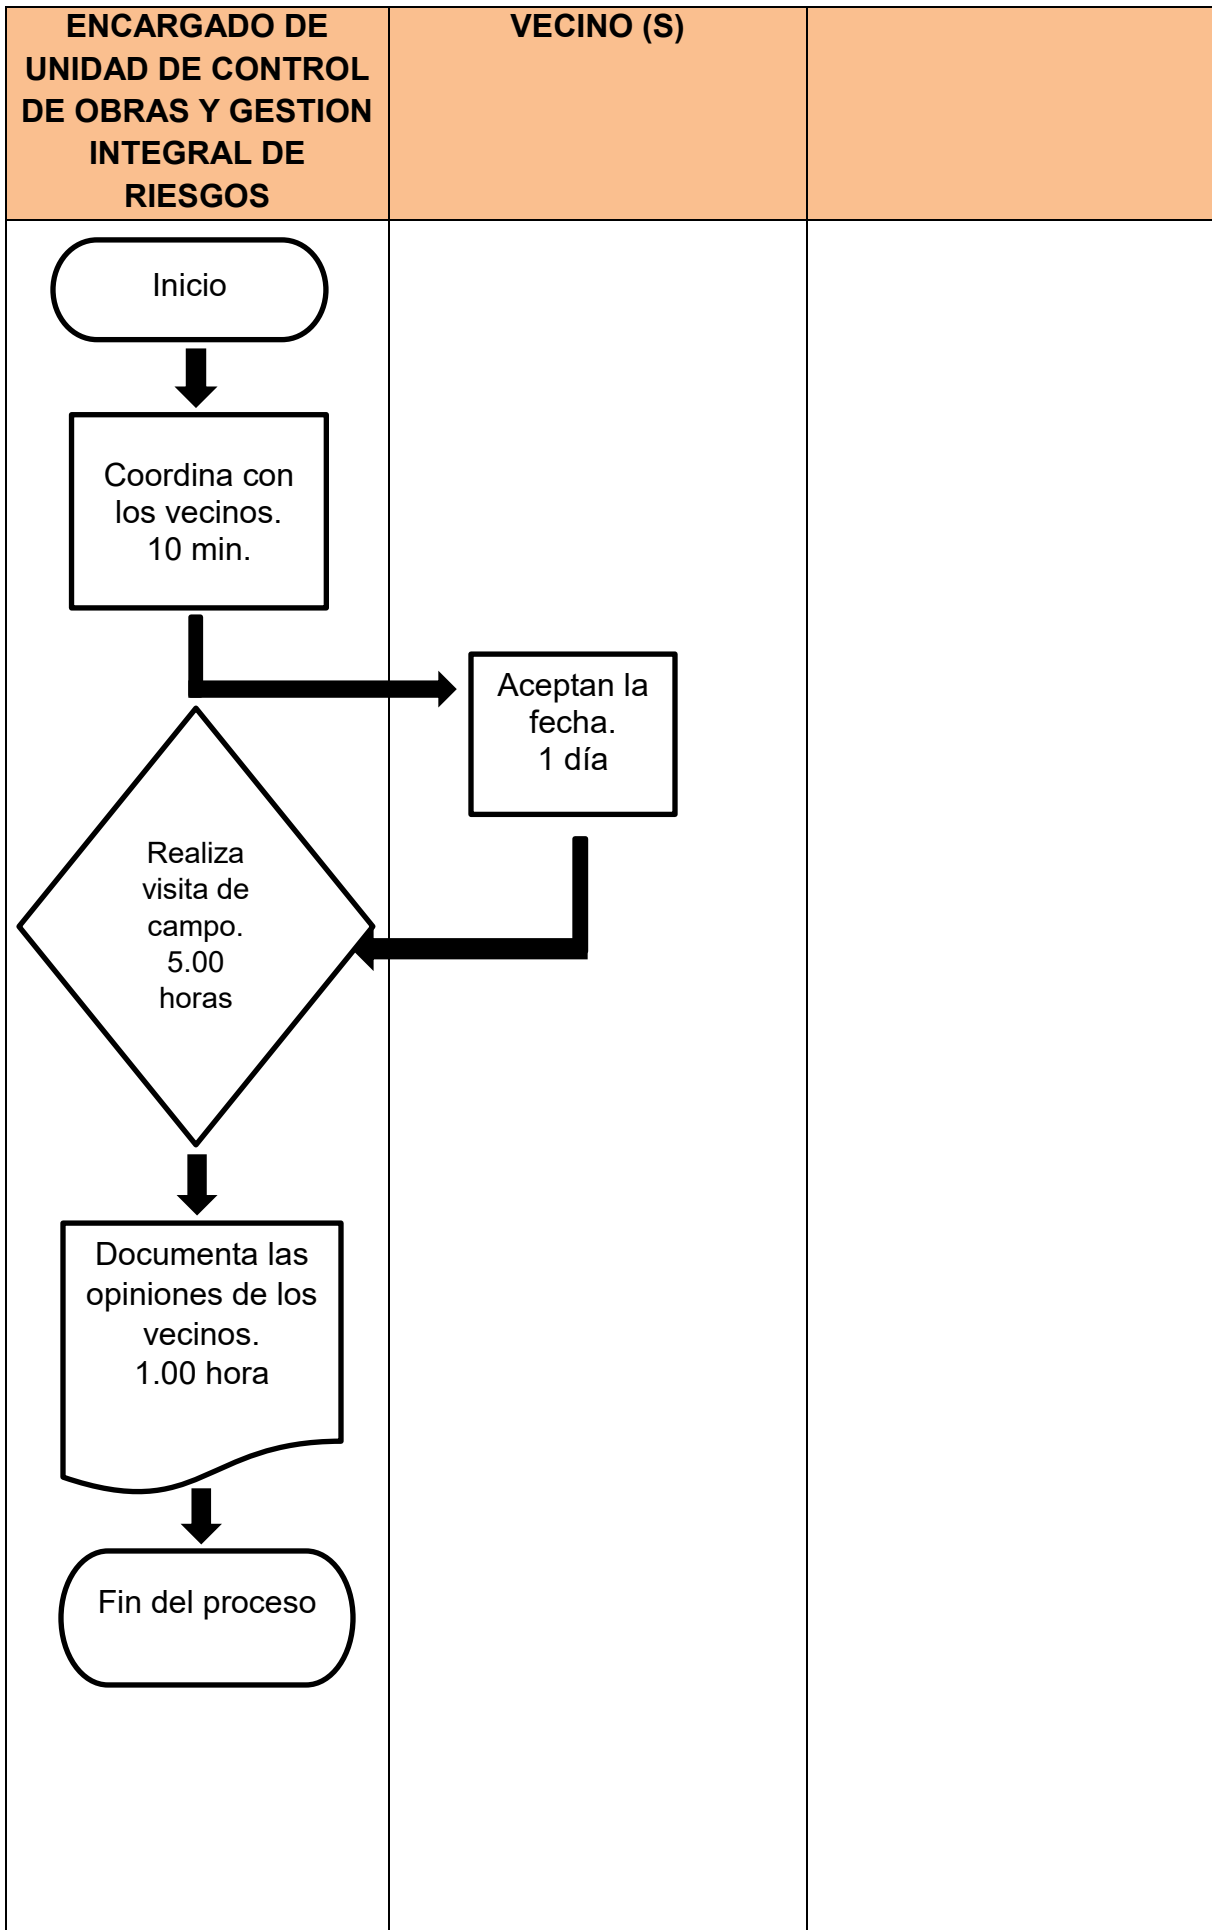 ENCARGADO DE
UNIDAD DE CONTROL
DE OBRAS Y GESTION
INTEGRAL DE
RIESGOS
VECINO (S)
Inicio
Coordina con
los vecinos.
10 min.
Aceptan la
fecha.
1 día
Realiza
visita de
campo.
5.00
horas
Documenta las
opiniones de los
vecinos.
1.00 hora
Fin del proceso